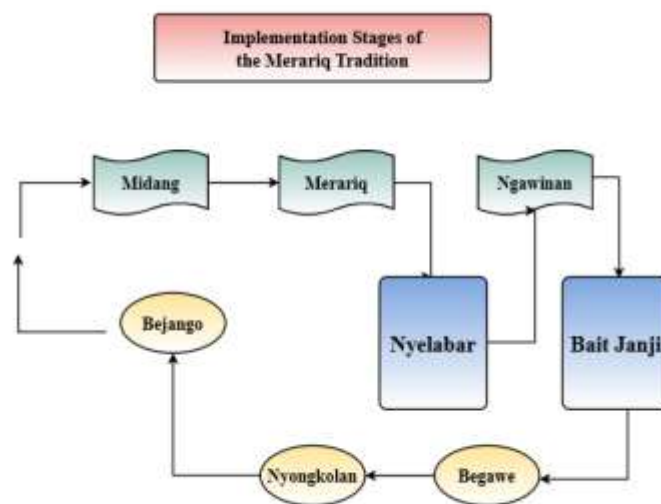 Implementation Stages of
the Merariq Tradition
Midang
Merariq
Ngawinan
Nyelabar
Bait Janji
Bejango
Nyongkolan
Begawe